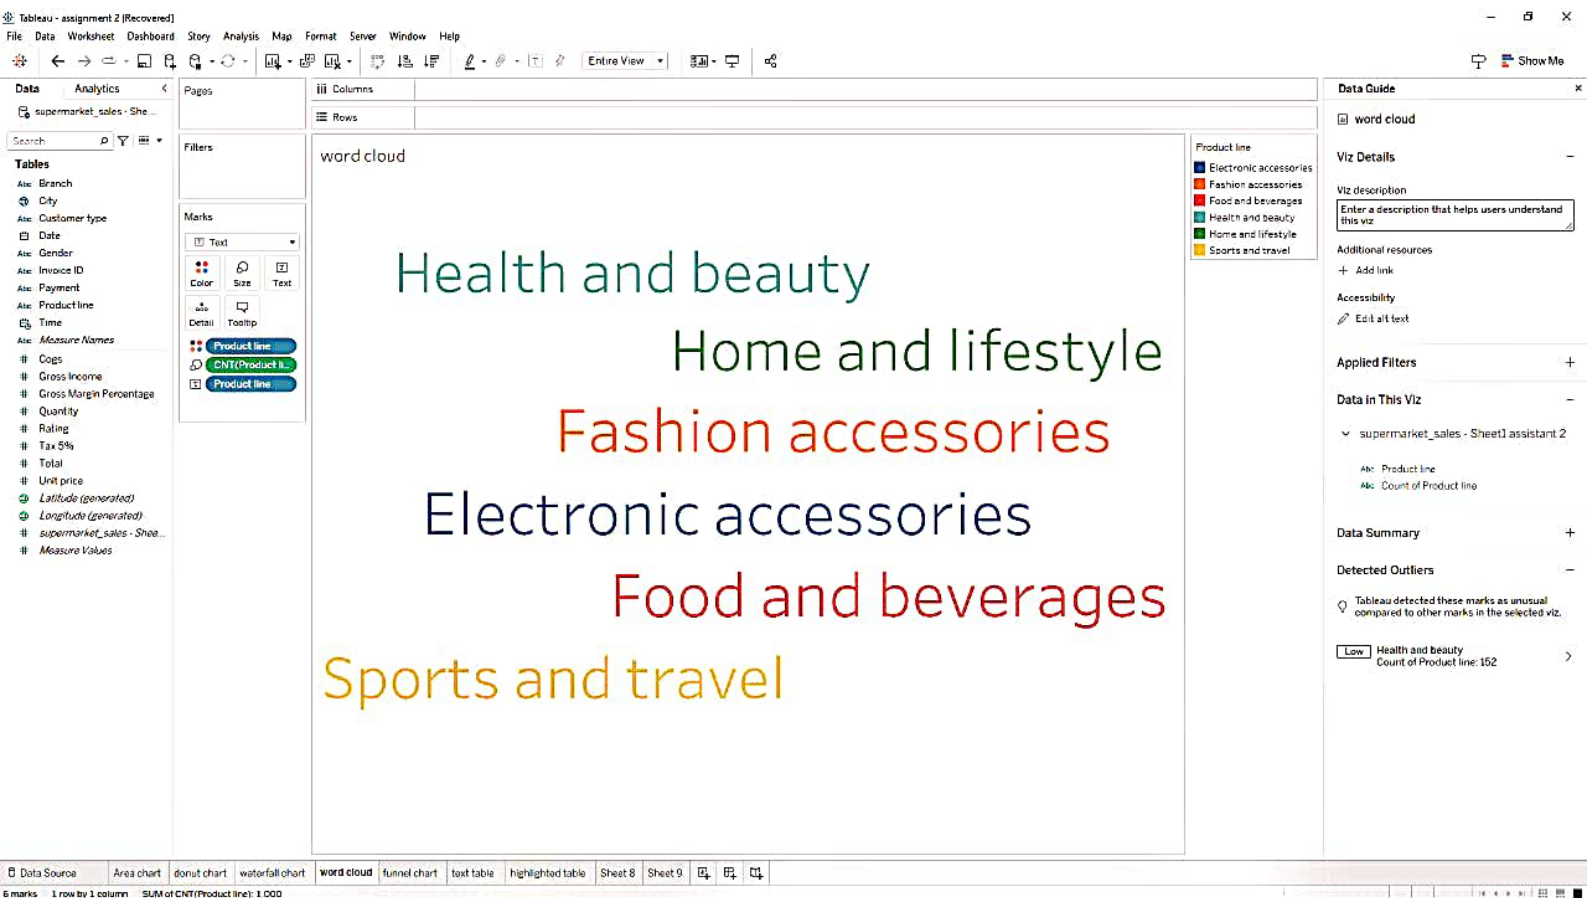 Tableau - assignment 2 [Recovered]
File Data Worksheet Dashboard Story Analysis Map Format Server Window Help
Entire View
Show Me
Data Analytics
supermarket_sales - She...
Search
Tables
Abc Branch
City
Abc Customer type
Date
Abc Gender
Abc Invoice ID
Abc Payment
Abc Product line
Time
Abc Measure Names
# Cogs
# Gross Income
# Gross Margin Percentage
# Quantity
# Rating
# Tax 5%
# Total
# Unit price
Latitude (generated)
Longitude (generated)
# supermarket_sales - Shee...
# Measure Values
Pages
Filters
Marks
T Text
Color Size Text
Detail Tooltip
Product line
CNT(Product li..
Product line
Columns
Rows
word cloud
Health and beauty
Home and lifestyle
Fashion accessories
Electronic accessories
Food and beverages
Sports and travel
Product line
Electronic accessories
Fashion accessories
Food and beverages
Health and beauty
Home and lifestyle
Sports and travel
Data Guide
word cloud
Viz Details
Viz description
Enter a description that helps users understand
this viz
Additional resources
+ Add link
Accessibility
Edit alt text
Applied Filters
Data in This Viz
supermarket_sales - Sheet1 assistant 2
Abc Product line
Abc Count of Product line
Data Summary
Detected Outliers
Tableau detected these marks as unusual
compared to other marks in the selected viz.
Low Health and beauty
Count of Product line: 152
Data Source Area chart donut chart waterfall chart word cloud funnel chart text table highlighted table Sheet 8 Sheet 9
6 marks 1 row by 1 column SUM of CNT(Product line): 1,000